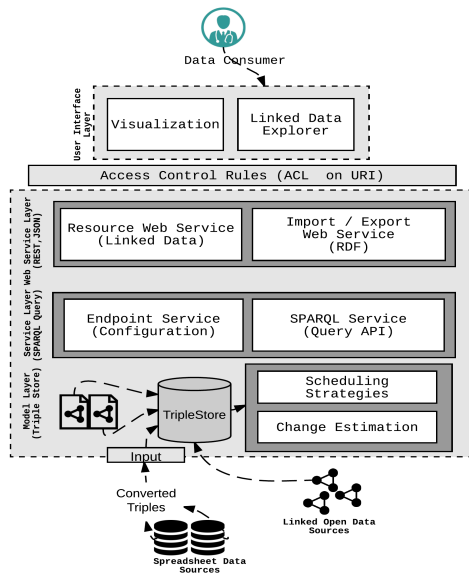 Data Consumer
User Interface
Layer
Visualization
Linked Data
Explorer
Access Control Rules (ACL on URI)
Web Service Layer
(REST,JSON)
Resource Web Service
(Linked Data)
Import / Export
Web Service
(RDF)
Service Layer
(SPARQL Query)
Endpoint Service
(Configuration)
SPARQL Service
(Query API)
Model Layer
(Triple Store)
TripleStore
Scheduling
Strategies
Change Estimation
Input
Converted
Triples
Linked Open Data
Sources
Spreadsheet Data
Sources